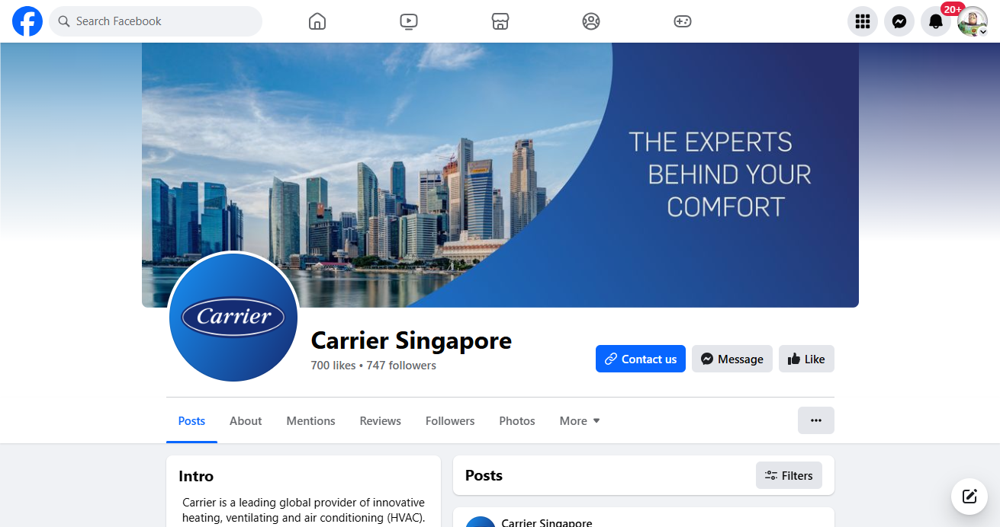 Search Facebook
20+
THE EXPERTS
BEHIND YOUR
COMFORT
Carrier
Carrier Singapore
700 likes • 747 followers
Contact us
Message
Like
Posts
About
Mentions
Reviews
Followers
Photos
More
Intro
Carrier is a leading global provider of innovative
heating, ventilating and air conditioning (HVAC).
Posts
Filters
Carrier Singapore